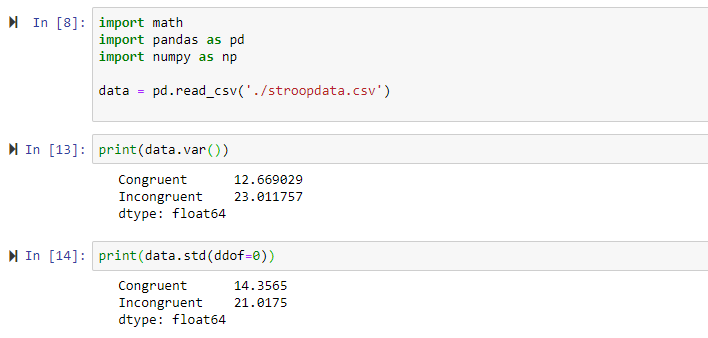 In [8]: import math
import pandas as pd
import numpy as np
data = pd.read_csv('./stroopdata.csv')
In [13]: print(data.var())
Congruent 12.669029
Incongruent 23.011757
dtype: float64
In [14]: print(data.std(ddof=0))
Congruent 14.3565
Incongruent 21.0175
dtype: float64